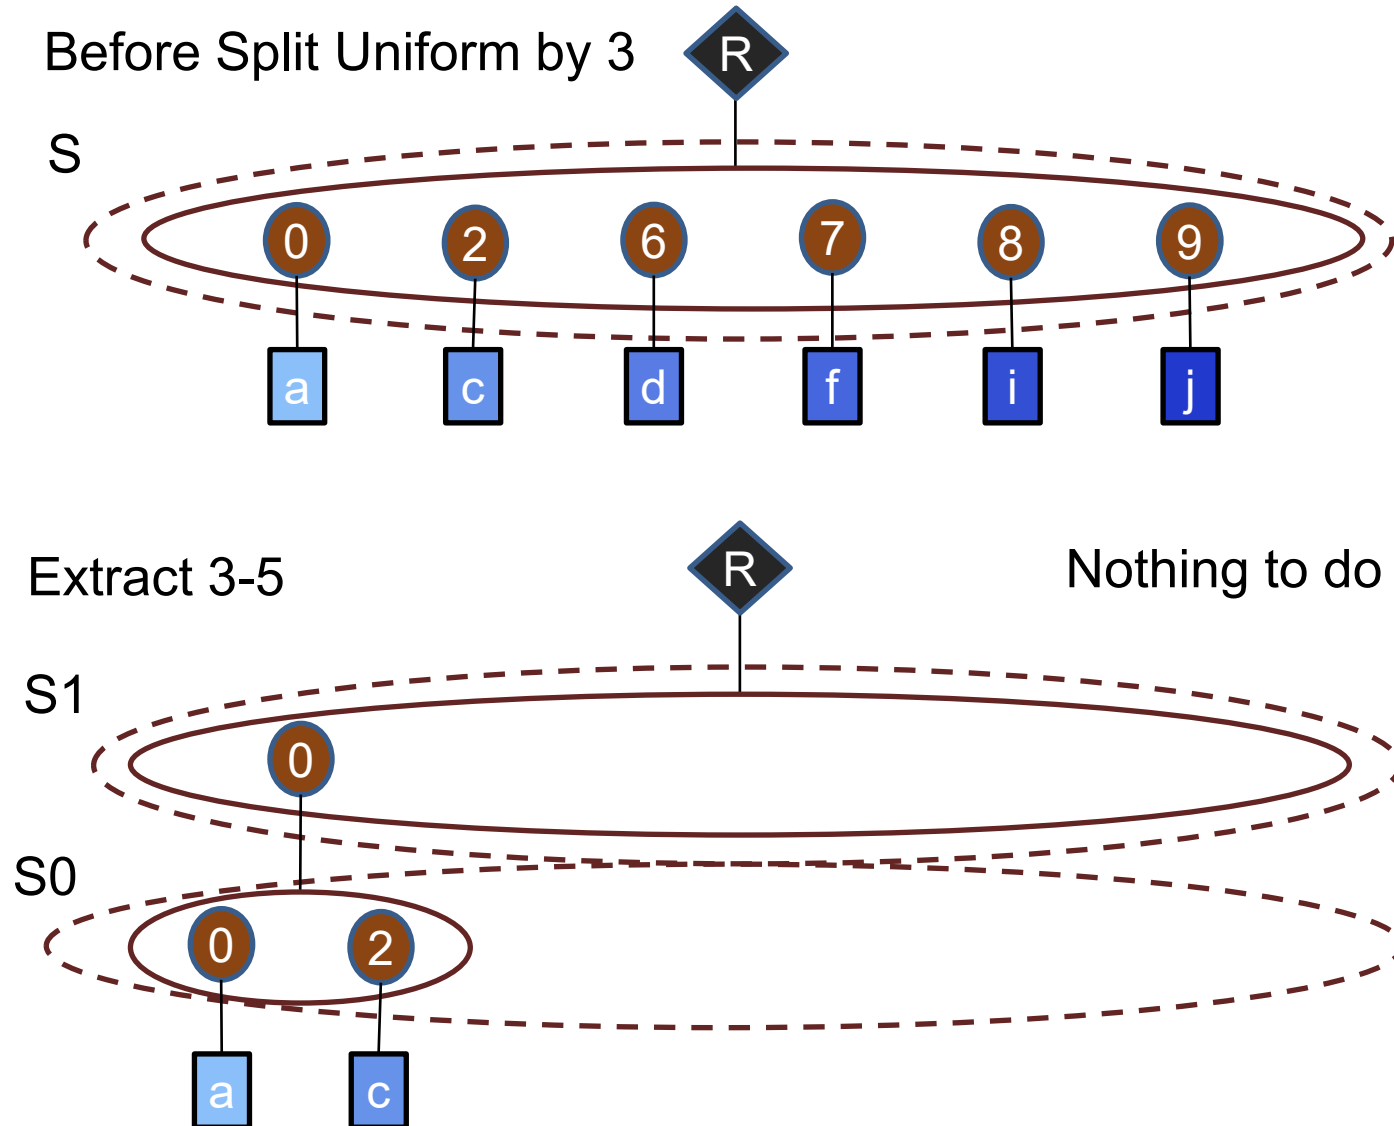 Before Split Uniform by 3
R
S
0 2 6 7 8 9
a c d f i j
Extract 3-5
R
Nothing to do
S1
0
S0
0 2
a c